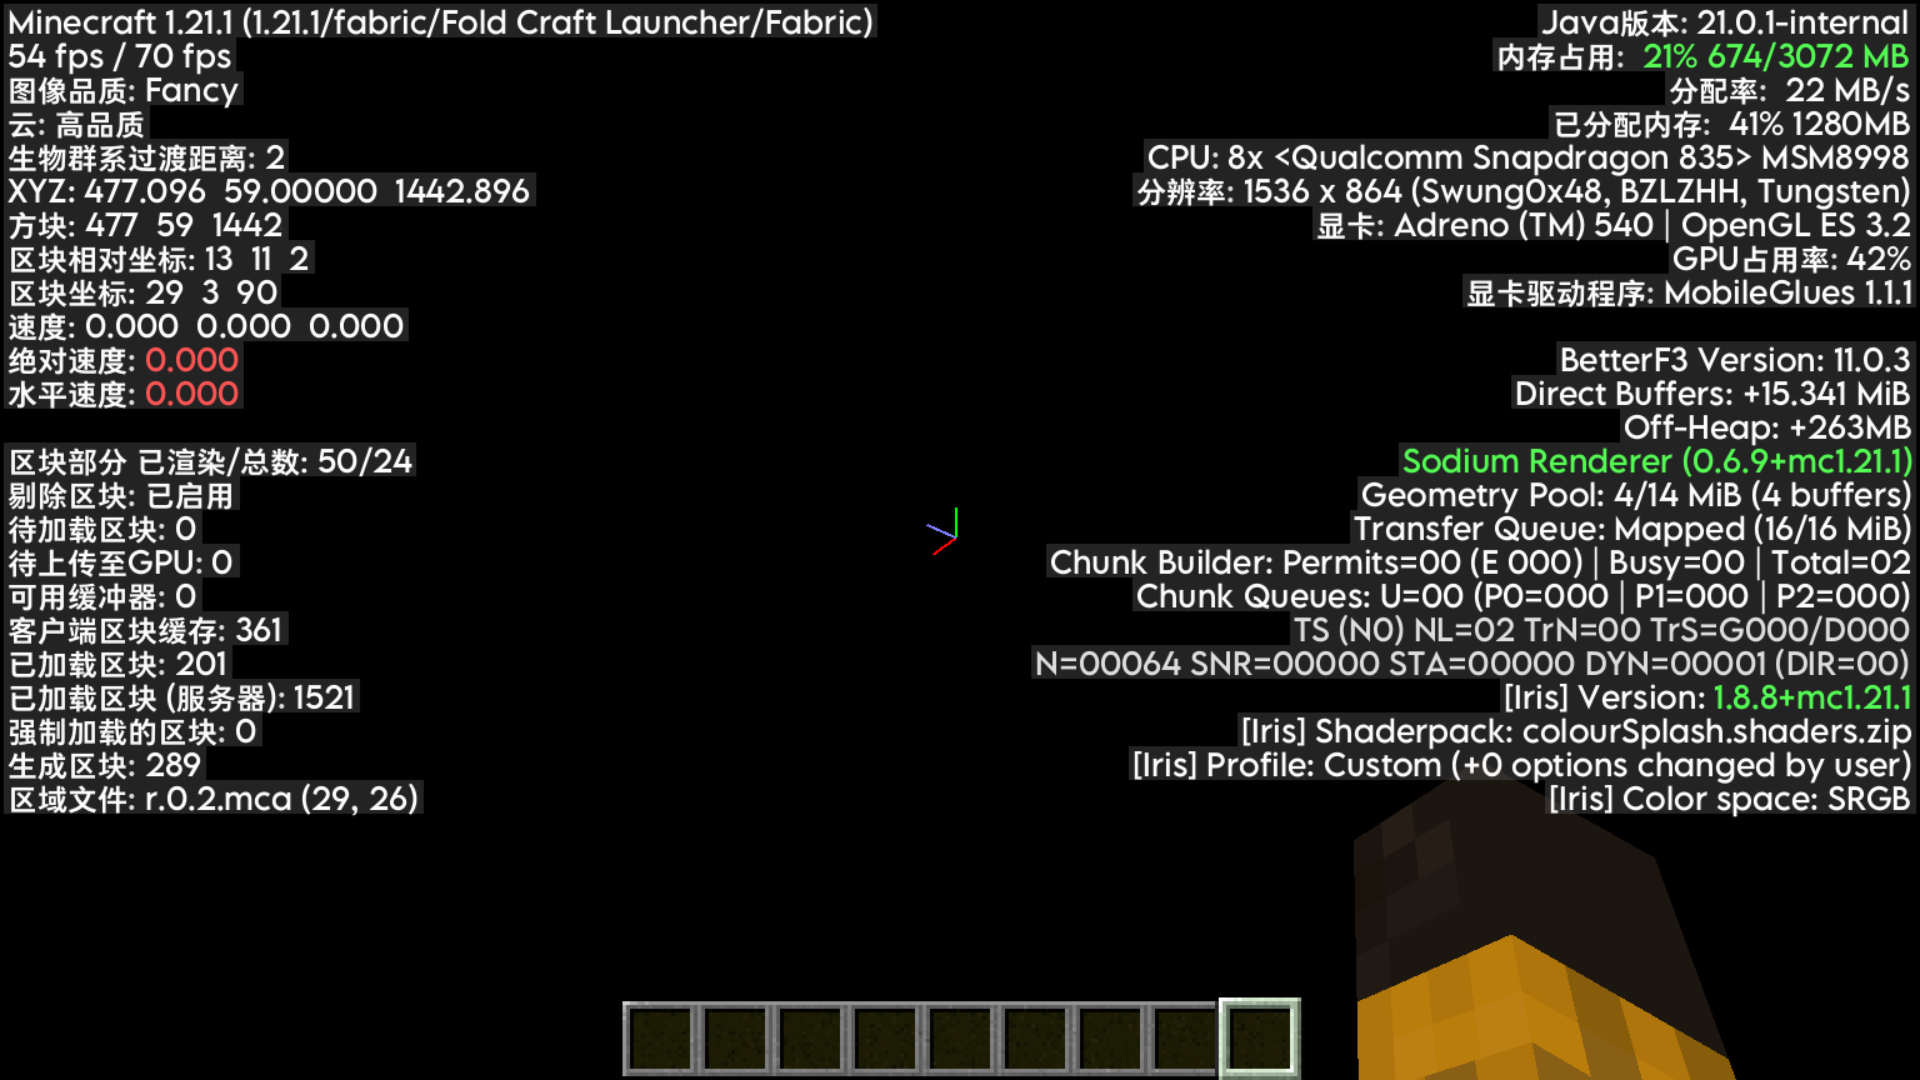 Minecraft 1.21.1 (1.21.1/fabric/Fold Craft Launcher/Fabric)
54 fps / 70 fps
图像品质: Fancy
云: 高品质
生物群系过渡距离: 2
XYZ: 477.096 59.00000 1442.896
方块: 477 59 1442
区块相对坐标: 13 11 2
区块坐标: 29 3 90
速度: 0.000 0.000 0.000
绝对速度: 0.000
水平速度: 0.000
区块部分 已渲染/总数: 50/24
剔除区块: 已启用
待加载区块: 0
待上传至GPU: 0
可用缓冲器: 0
客户端区块缓存: 361
已加载区块: 201
已加载区块 (服务器): 1521
强制加载的区块: 0
生成区块: 289
区域文件: r.0.2.mca (29, 26)
Java版本: 21.0.1-internal
内存占用: 21% 674/3072 MB
分配率: 22 MB/s
已分配内存: 41% 1280MB
CPU: 8x <Qualcomm Snapdragon 835> MSM8998
分辨率: 1536 x 864 (Swung0x48, BZLZHH, Tungsten)
显卡: Adreno (TM) 540 | OpenGL ES 3.2
GPU占用率: 42%
显卡驱动程序: MobileGlues 1.1.1
BetterF3 Version: 11.0.3
Direct Buffers: +15.341 MiB
Off-Heap: +263MB
Sodium Renderer (0.6.9+mc1.21.1)
Geometry Pool: 4/14 MiB (4 buffers)
Transfer Queue: Mapped (16/16 MiB)
Chunk Builder: Permits=00 (E 000) | Busy=00 | Total=02
Chunk Queues: U=00 (P0=000 | P1=000 | P2=000)
TS (N0) NL=02 TrN=00 TrS=G000/D000
N=00064 SNR=00000 STA=00000 DYN=00001 (DIR=00)
[Iris] Version: 1.8.8+mc1.21.1
[Iris] Shaderpack: colourSplash.shaders.zip
[Iris] Profile: Custom (+0 options changed by user)
[Iris] Color space: SRGB